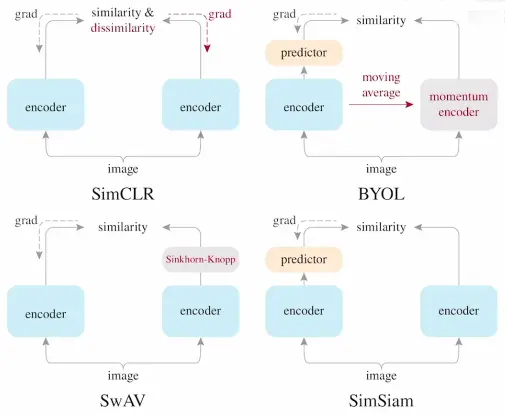 grad
similarity &
dissimilarity
grad
encoder
encoder
image
SimCLR
grad
similarity
predictor
encoder
moving
average
momentum
encoder
image
BYOL
grad
similarity
Sinkhorn-Knopp
encoder
encoder
image
SwAV
grad
similarity
predictor
encoder
encoder
image
SimSiam